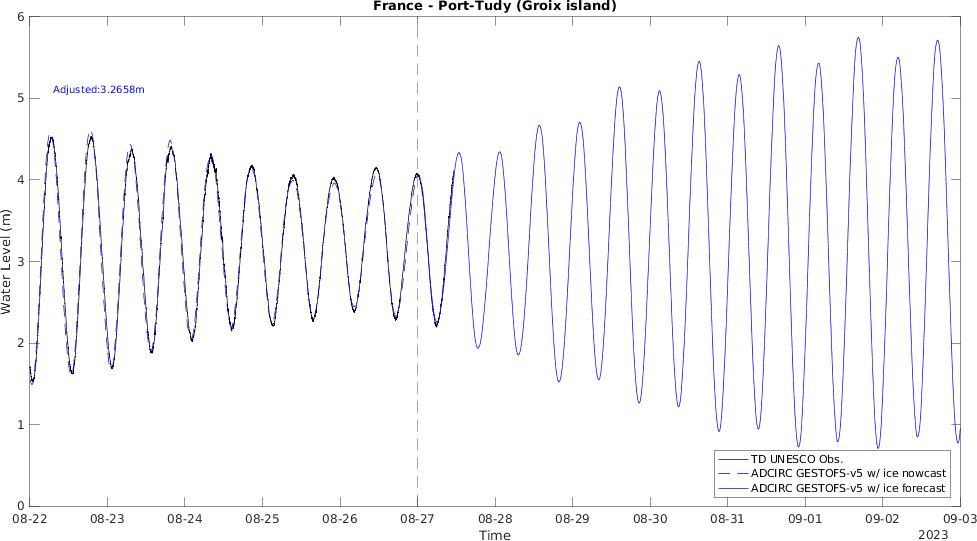 France - Port-Tudy (Groix island)
6
Adjusted:3.2658m
5
4
3
2
1
0
Water Level (m)
TD UNESCO Obs.
ADCIRC GESTOFS-v5 w/ ice nowcast
ADCIRC GESTOFS-v5 w/ ice forecast
08-22 08-23 08-24 08-25 08-26 08-27 08-28 08-29 08-30 08-31 09-01 09-02 09-03
Time
2023